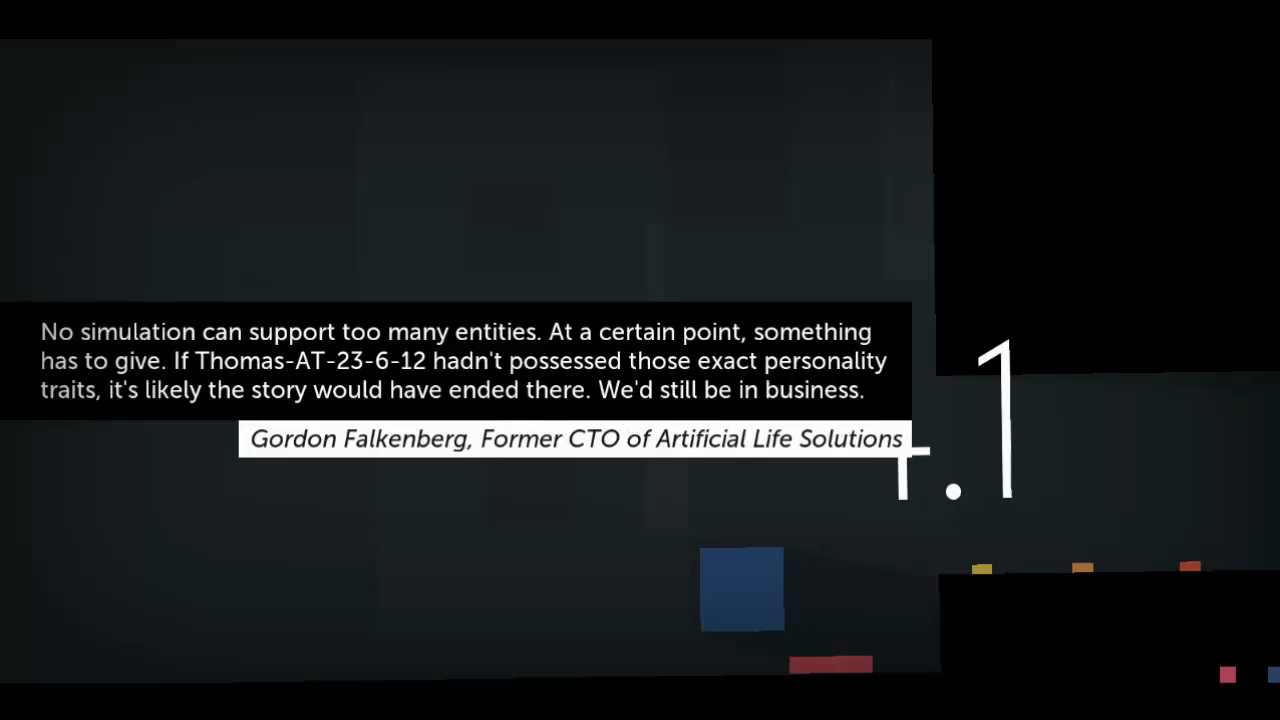 No simulation can support too many entities. At a certain point, something
has to give. If Thomas-AT-23-6-12 hadn't possessed those exact personality
traits, it's likely the story would have ended there. We'd still be in business.
Gordon Falkenberg, Former CTO of Artificial Life Solutions
.1